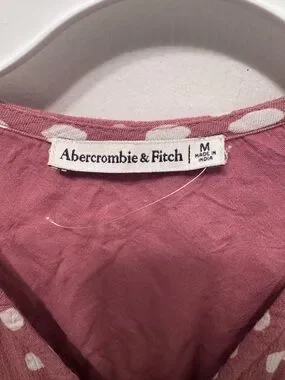 Abercrombie & Fitch
M
MADE IN
INDIA